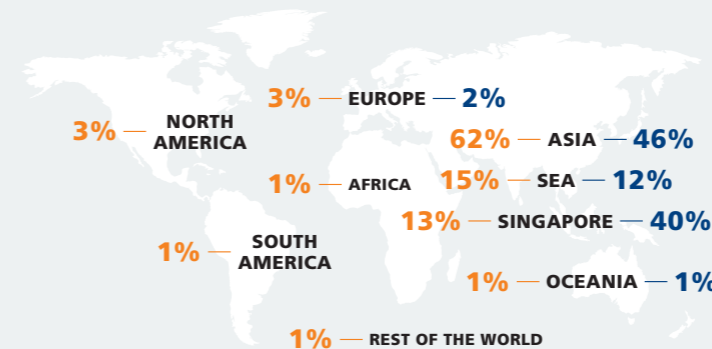 3% EUROPE 2%
3% NORTH
AMERICA
62% ASIA 46%
1% AFRICA
15% SEA 12%
13% SINGAPORE 40%
1% SOUTH
AMERICA
1% OCEANIA 1%
1% REST OF THE WORLD